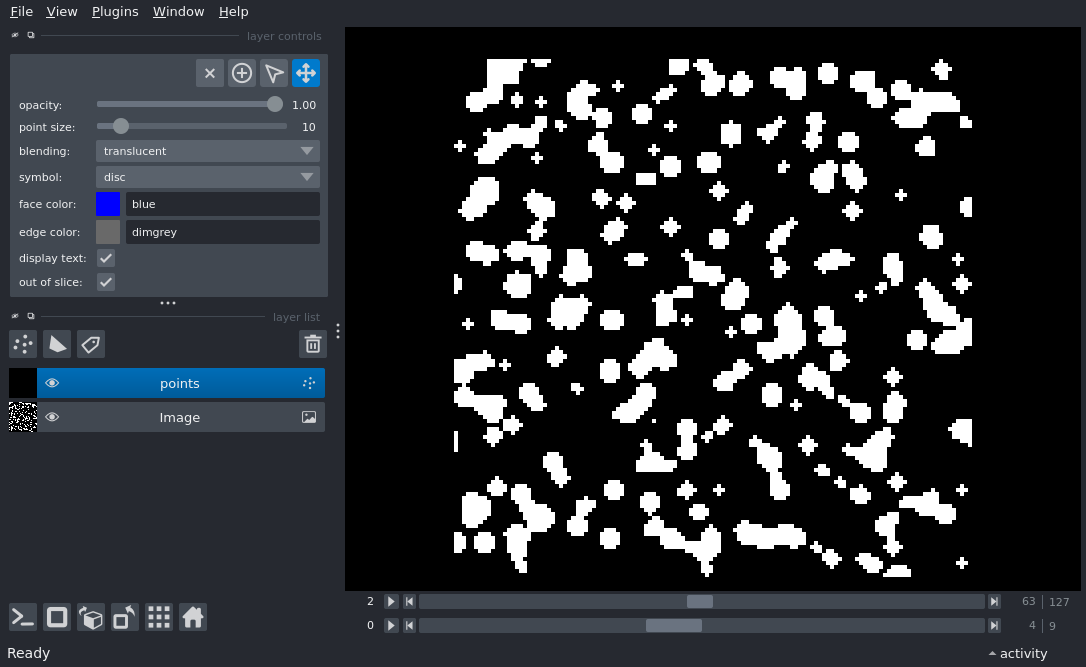 File View Plugins Window Help
layer controls
opacity: 1.00
point size: 10
blending: translucent
symbol: disc
face color: blue
edge color: dimgrey
display text:
out of slice:
layer list
points
Image
2 63 127
0 4 9
Ready activity